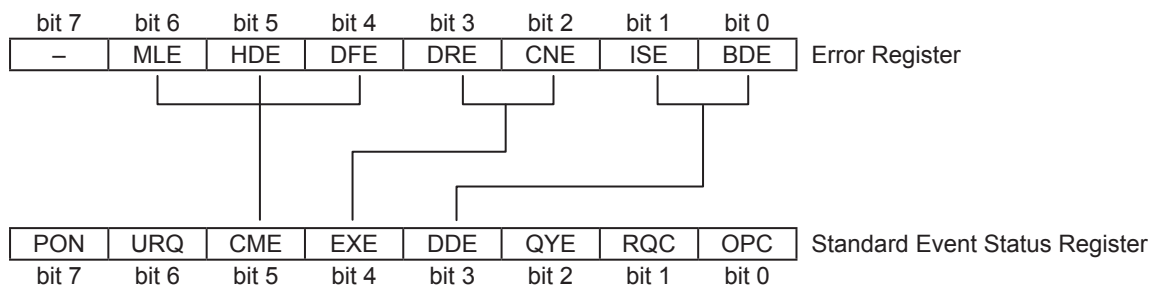 bit 7 bit 6 bit 5 bit 4 bit 3 bit 2 bit 1 bit 0
– MLE HDE DFE DRE CNE ISE BDE Error Register
PON URQ CME EXE DDE QYE RQC OPC Standard Event Status Register
bit 7 bit 6 bit 5 bit 4 bit 3 bit 2 bit 1 bit 0